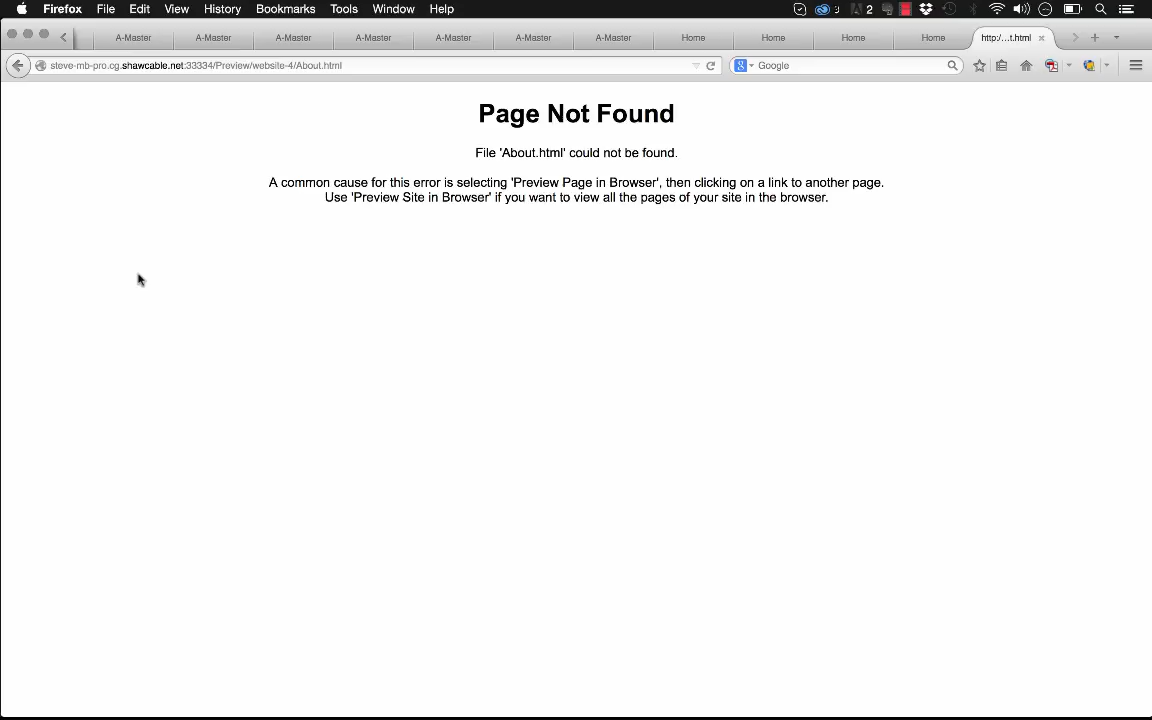 Firefox File Edit View History Bookmarks Tools Window Help
2
A-Master A-Master A-Master A-Master A-Master A-Master A-Master Home Home Home Home http:/...t.html
steve-mb-pro.cg.shawcable.net:33334/Preview/website-4/About.html
Google
Page Not Found
File 'About.html' could not be found.
A common cause for this error is selecting 'Preview Page in Browser', then clicking on a link to another page.
Use 'Preview Site in Browser' if you want to view all the pages of your site in the browser.